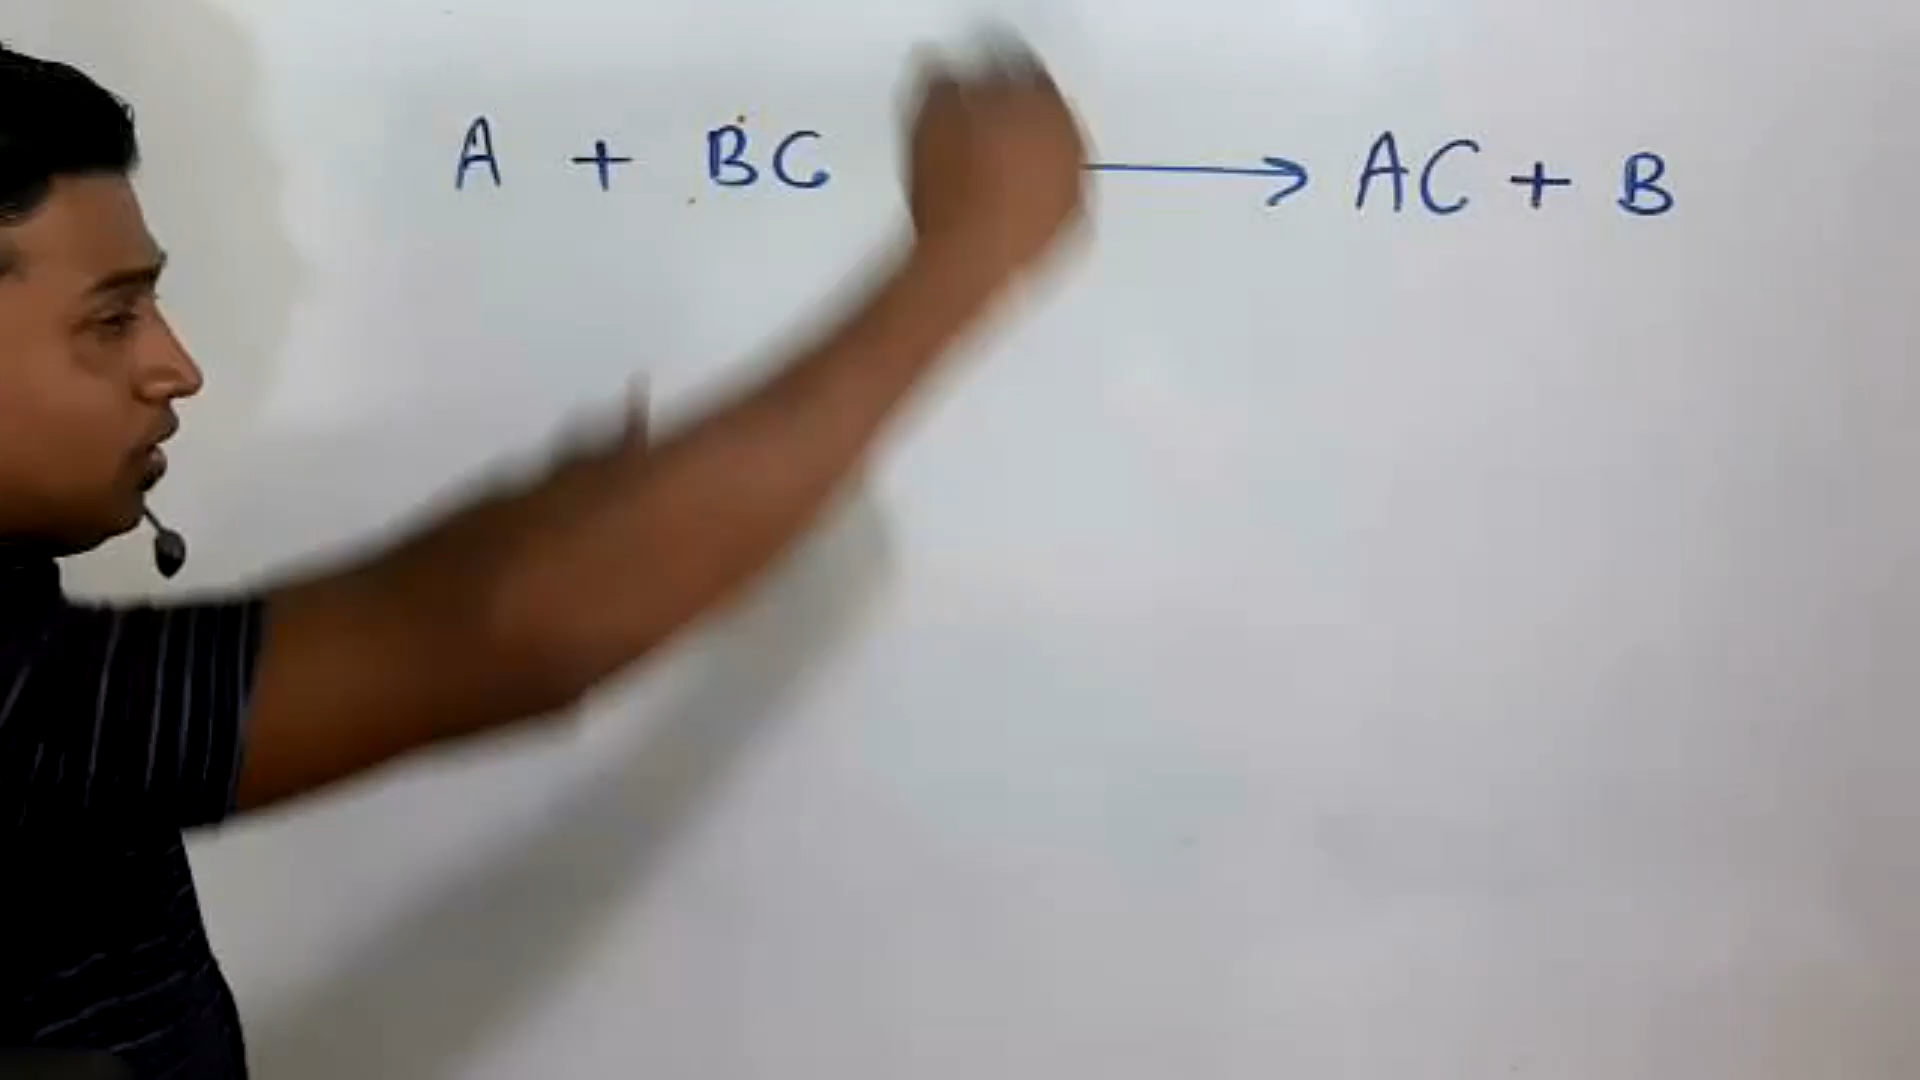 A + BC → AC + B